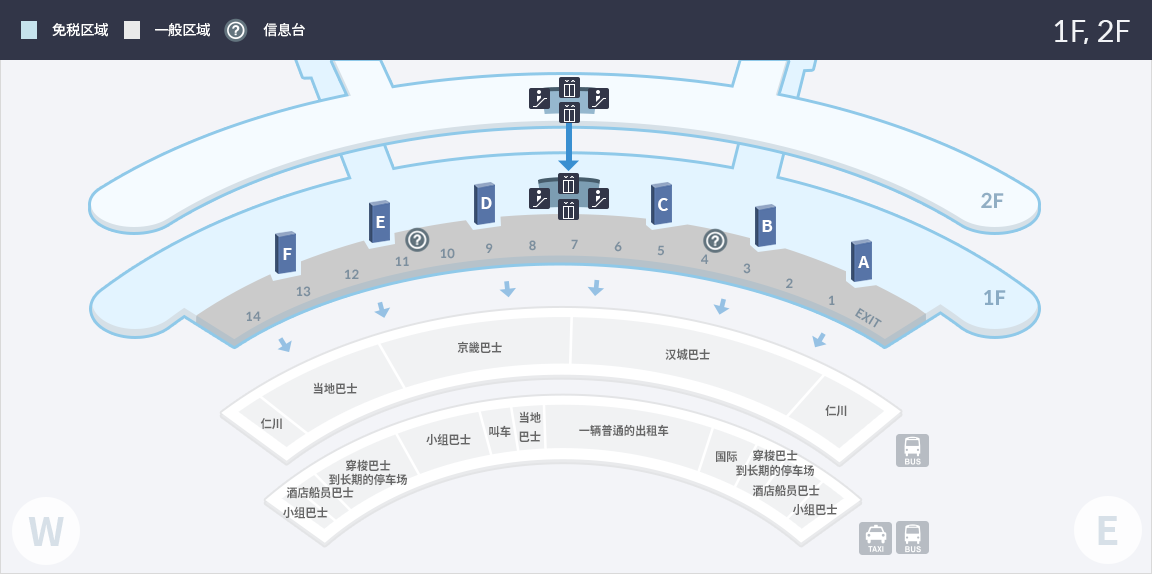 免税区域 一般区域 ? 信息台 1F, 2F
2F
1F
F E D C B A
? ?
14 13 12 11 10 9 8 7 6 5 4 3 2 1 EXIT
仁川 当地巴士 京畿巴士 汉城巴士 仁川
小组巴士 叫车 当地 一辆普通的出租车 国际
巴士
穿梭巴士
到长期的停车场
酒店船员巴士
小组巴士
穿梭巴士
到长期的停车场
酒店船员巴士
小组巴士
BUS
TAXI BUS
W E